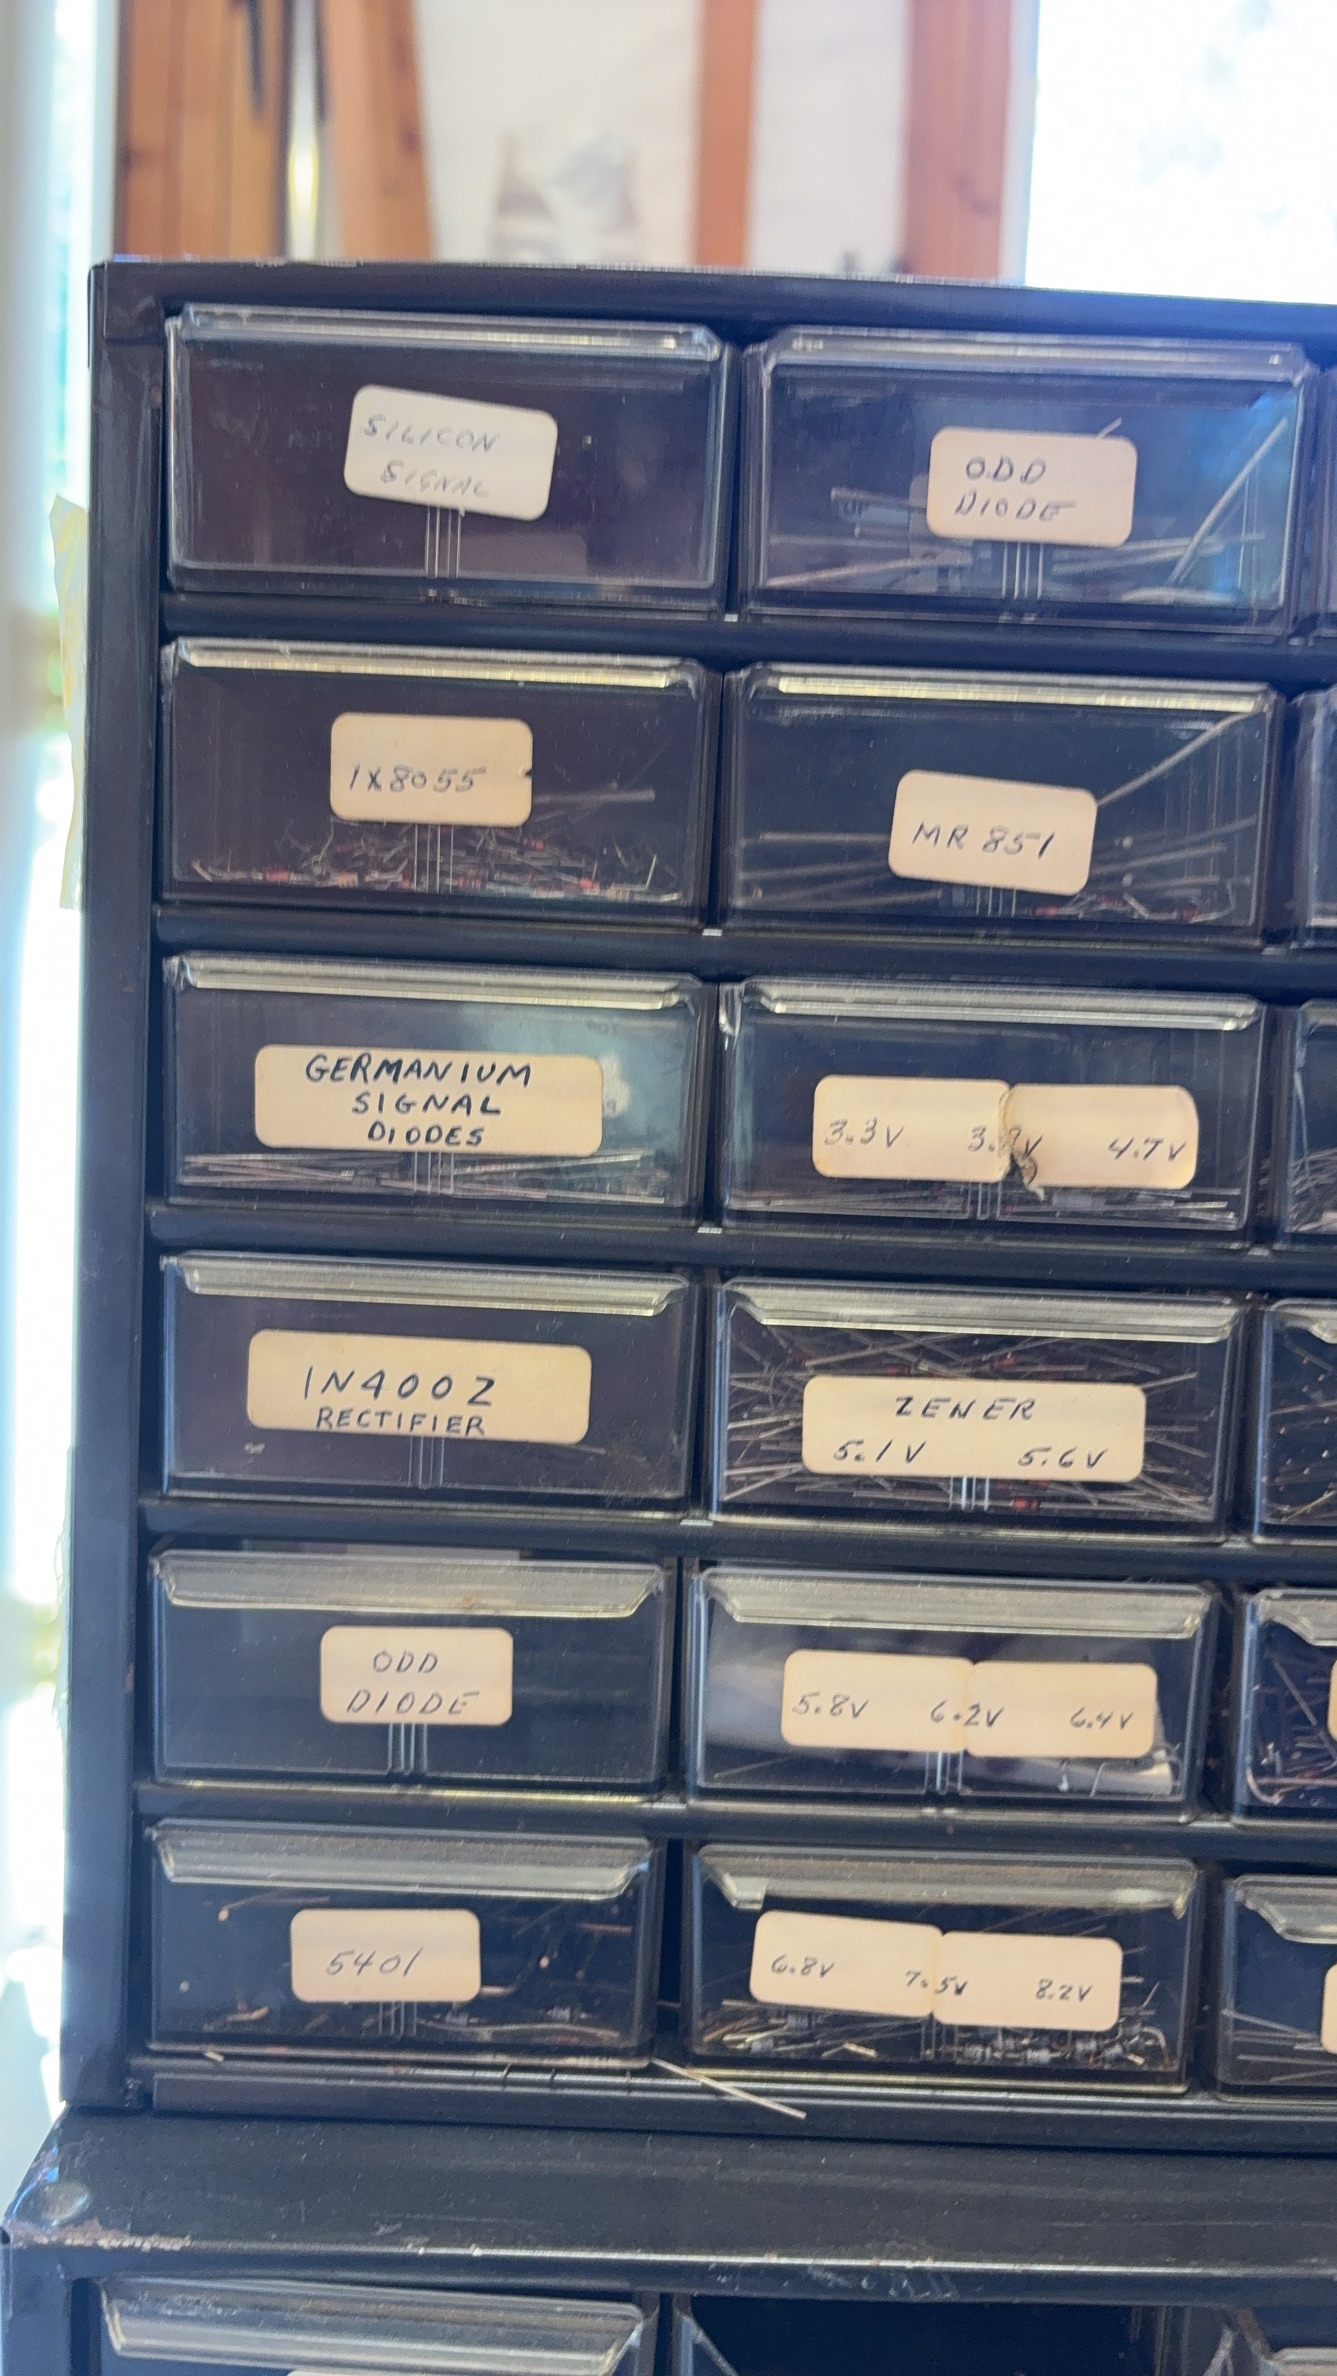 SILICON
SIGNAL
ODD
DIODE
1X8055
MR 851
GERMANIUM
SIGNAL
DIODES
3.3V 4.7V
1N4002
RECTIFIER
ZENER
5.1V 5.6V
ODD
DIODE
5.8V 6.2V 6.4V
5401
6.8V 7.5V 8.2V